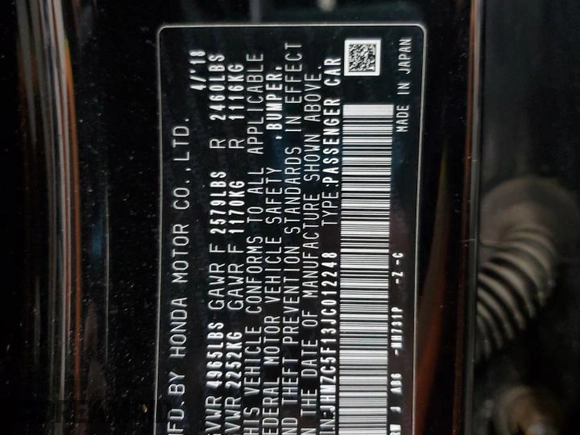 MFD.BY HONDA MOTOR CO.,LTD. 4/'18
GVWR 4965LBS GAWR F 2579LBS R 2460LBS
GVWR 2252KG GAWR F 1170KG R 1116KG
THIS VEHICLE CONFORMS TO ALL APPLICABLE
FEDERAL MOTOR VEHICLE SAFETY ,BUMPER,
AND THEFT PREVENTION STANDARDS IN EFFECT
ON THE DATE OF MANUFACTURE SHOWN ABOVE.
VIN:JHMZC5F13JC012248 TYPE:PASSENGER CAR
-NH731P -Z -C MADE IN JAPAN